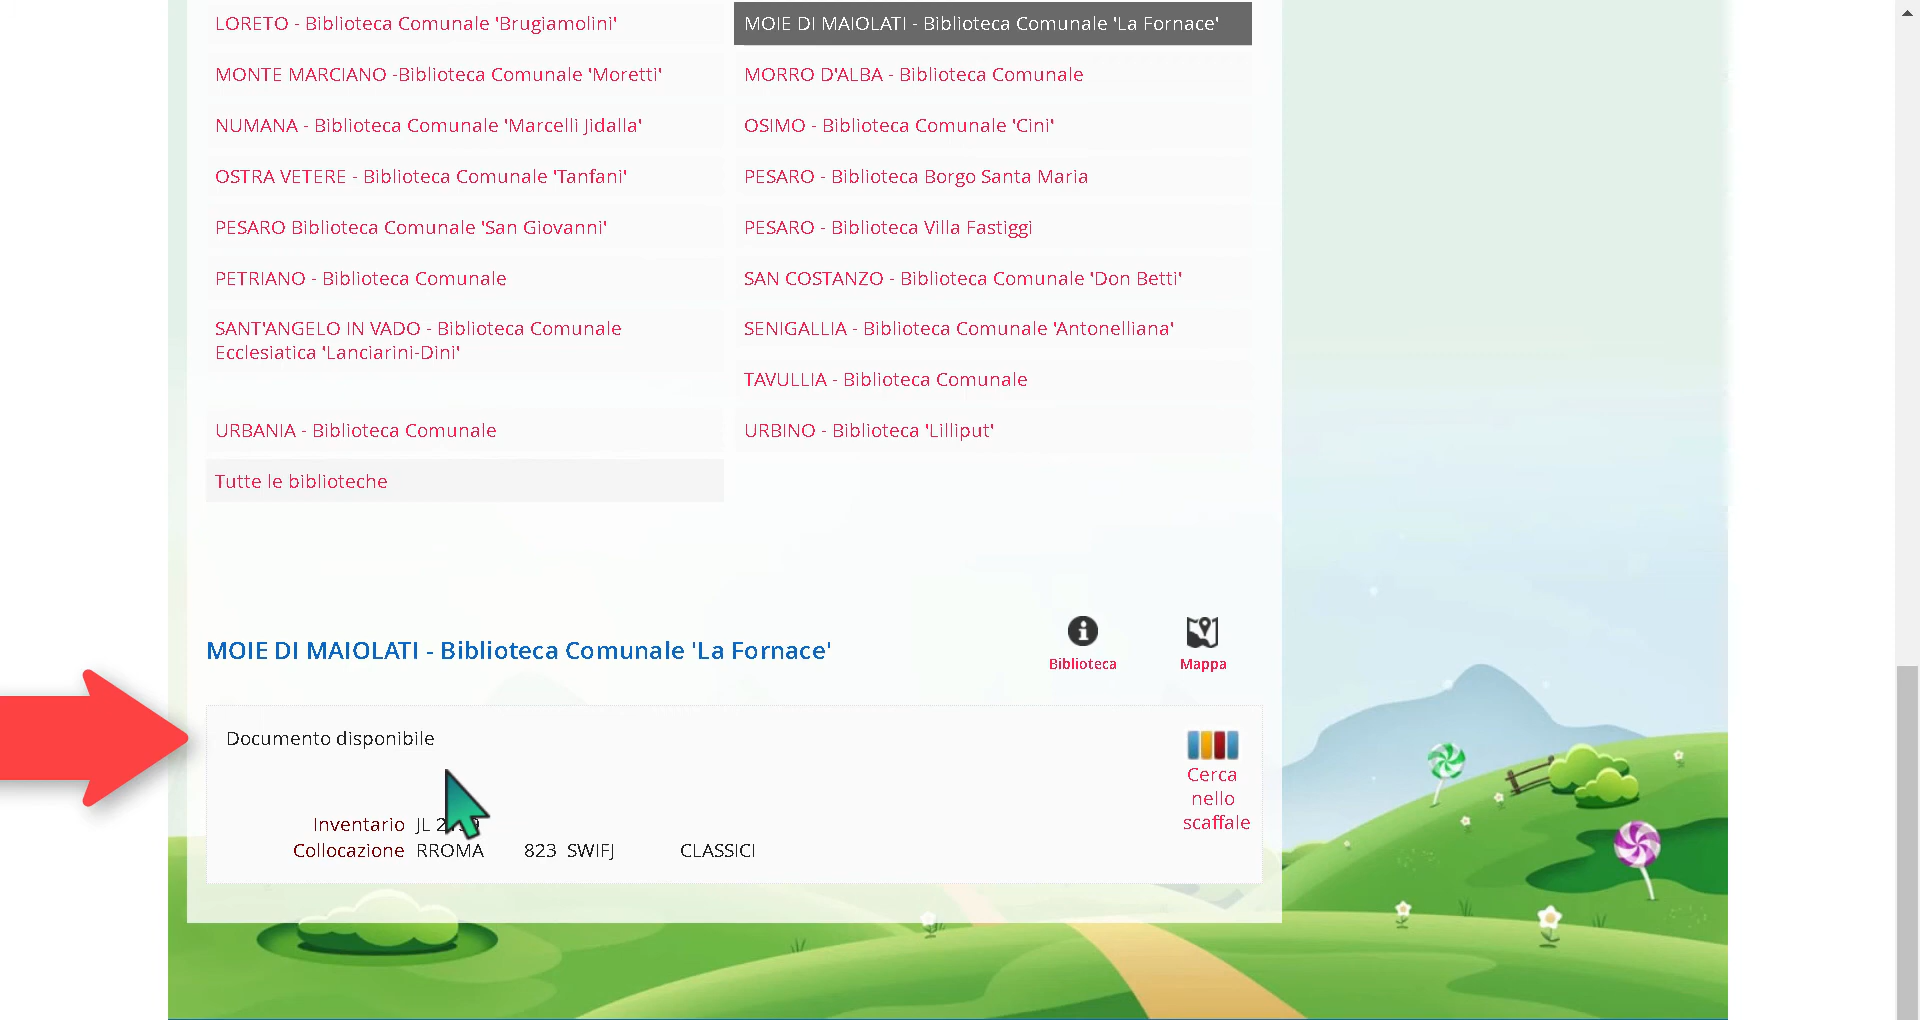 LORETO - Biblioteca Comunale 'Brugiamolini'
MOIE DI MAIOLATI - Biblioteca Comunale 'La Fornace'
MONTE MARCIANO -Biblioteca Comunale 'Moretti'
MORRO D'ALBA - Biblioteca Comunale
NUMANA - Biblioteca Comunale 'Marcelli Jidalla'
OSIMO - Biblioteca Comunale 'Cini'
OSTRA VETERE - Biblioteca Comunale 'Tanfani'
PESARO - Biblioteca Borgo Santa Maria
PESARO Biblioteca Comunale 'San Giovanni'
PESARO - Biblioteca Villa Fastiggi
PETRIANO - Biblioteca Comunale
SAN COSTANZO - Biblioteca Comunale 'Don Betti'
SANT'ANGELO IN VADO - Biblioteca Comunale
Ecclesiatica 'Lanciarini-Dini'
SENIGALLIA - Biblioteca Comunale 'Antonelliana'
TAVULLIA - Biblioteca Comunale
URBANIA - Biblioteca Comunale
URBINO - Biblioteca 'Lilliput'
Tutte le biblioteche
MOIE DI MAIOLATI - Biblioteca Comunale 'La Fornace'
Biblioteca
Mappa
Documento disponibile
Cerca
nello
scaffale
Inventario JL
Collocazione RROMA 823 SWIFJ CLASSICI